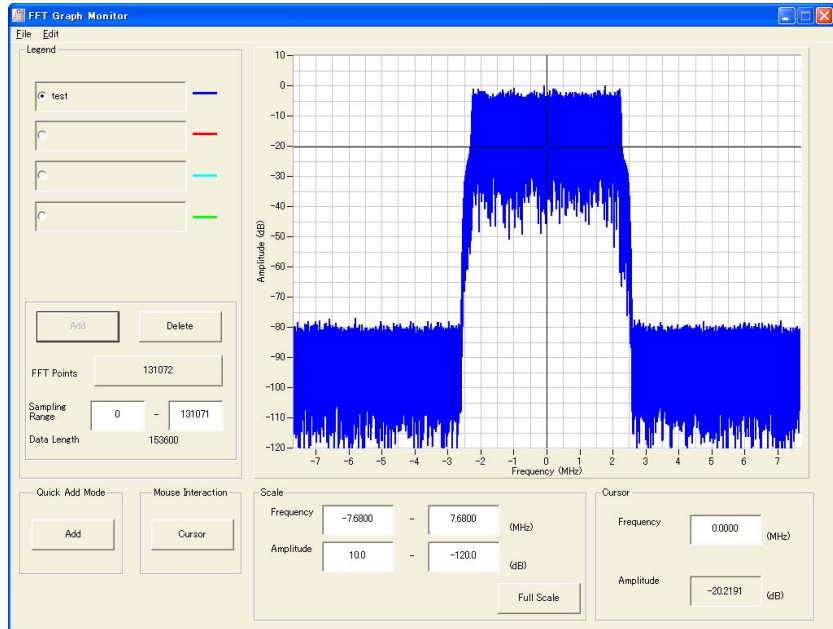 FFT Graph Monitor
File Edit
Legend
test
Add Delete
FFT Points 131072
Sampling Range 0 - 131071
Data Length 153600
Quick Add Mode
Add
Mouse Interaction
Cursor
Amplitude (dB)
10
0
-10
-20
-30
-40
-50
-60
-70
-80
-90
-100
-110
-120
-7 -6 -5 -4 -3 -2 -1 0 1 2 3 4 5 6 7
Frequency (MHz)
Scale
Frequency -7.6800 - 7.6800 (MHz)
Amplitude 10.0 - -120.0 (dB)
Full Scale
Cursor
Frequency 0.0000 (MHz)
Amplitude -20.2191 (dB)